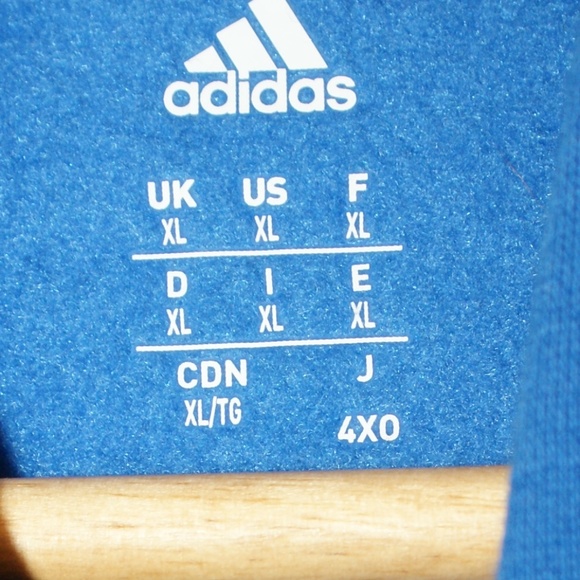 adidas
UK US F
XL XL XL
D I E
XL XL XL
CDN J
XL/TG 4XO